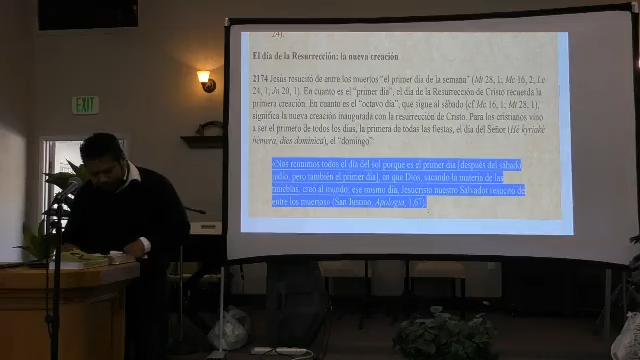 24).
El día de la Resurrección: la nueva creación
2174 Jesús resucitó de entre los muertos "el primer día de la semana" (Mt 28, 1; Mc 16, 2; Lc
24, 1; Jn 20, 1). En cuanto es el "primer día", el día de la Resurrección de Cristo recuerda la
primera creación. En cuanto es el "octavo día", que sigue al sábado (cf Mc 16, 1; Mt 28, 1),
significa la nueva creación inaugurada con la resurrección de Cristo. Para los cristianos vino
a ser el primero de todos los días, la primera de todas las fiestas, el día del Señor (Hé kyriaké
hémera, dies dominica), el "domingo":
«Nos reunimos todos el día del sol porque es el primer día [después del sábado
judío, pero también el primer día], en que Dios, sacando la materia de las
tinieblas, creó al mundo; ese mismo día, Jesucristo nuestro Salvador resucitó de
entre los muertos» (San Justino, Apologia, 1,67).
EXIT